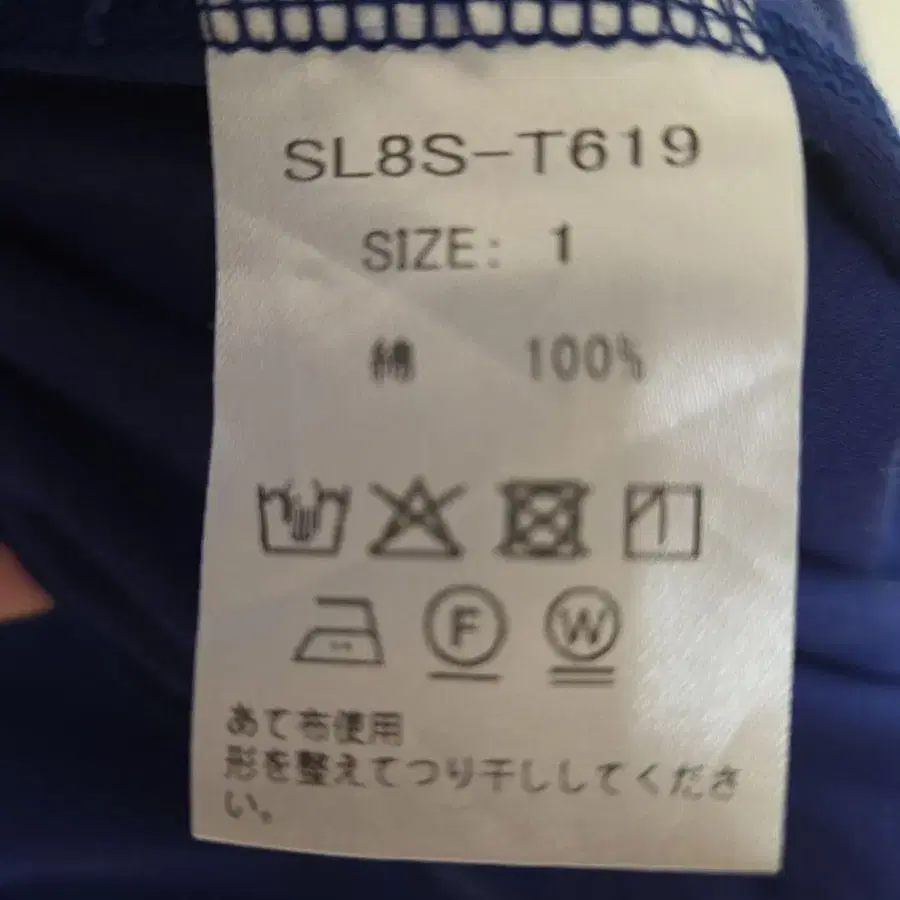 SL8S-T619
SIZE: 1
綿 100%
F W
あて布使用
形を整えてつり干ししてくださ
い。